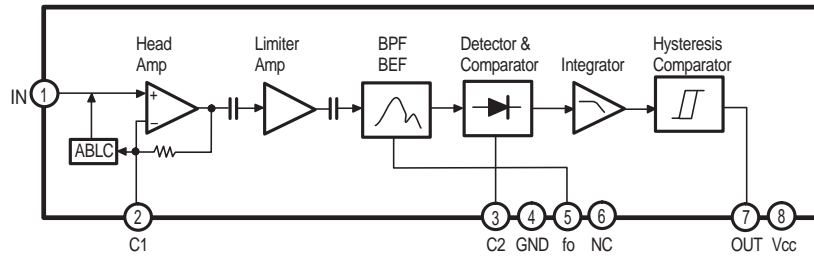 Head
Amp
Limiter
Amp
BPF
BEF
Detector &
Comparator
Integrator
Hysteresis
Comparator
IN
1
+
−
ABLC
2
3
4
5
6
7
8
C1
C2
GND
fo
NC
OUT
Vcc